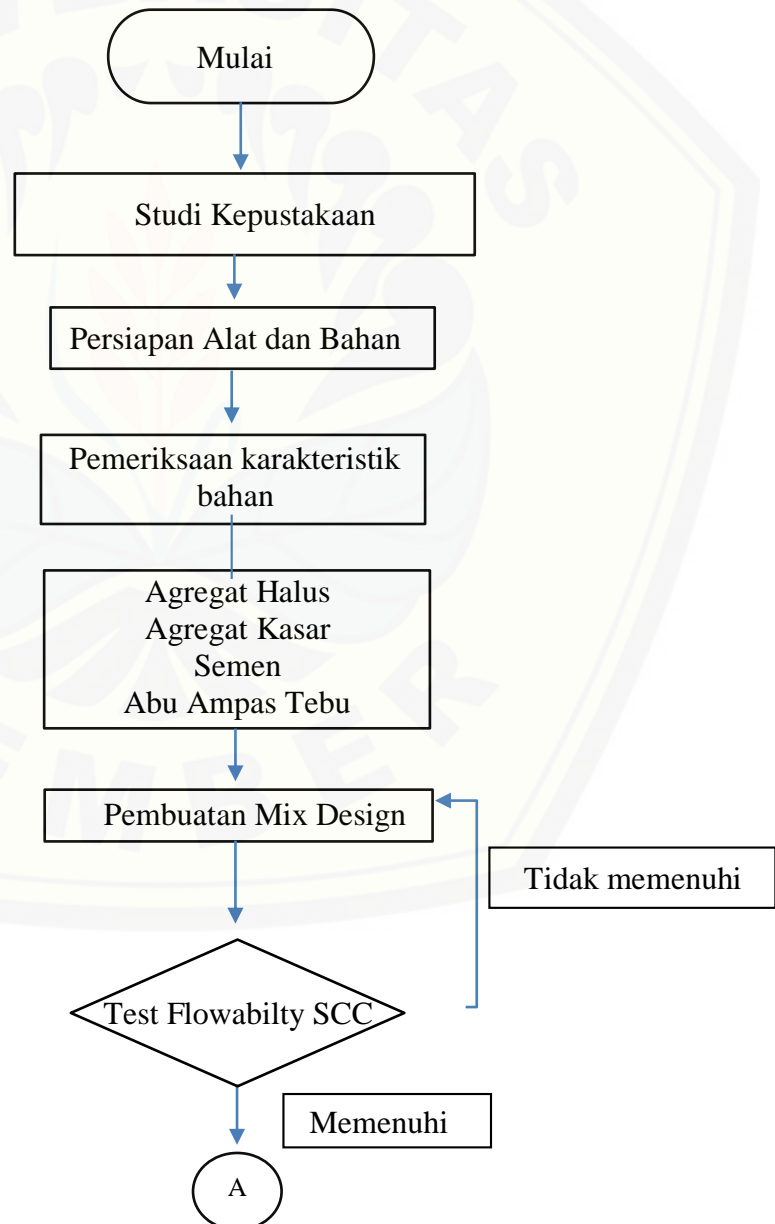 Mulai
Studi Kepustakaan
Persiapan Alat dan Bahan
Pemeriksaan karakteristik
bahan
Agregat Halus
Agregat Kasar
Semen
Abu Ampas Tebu
Pembuatan Mix Design
Tidak memenuhi
Test Flowabilty SCC
Memenuhi
A